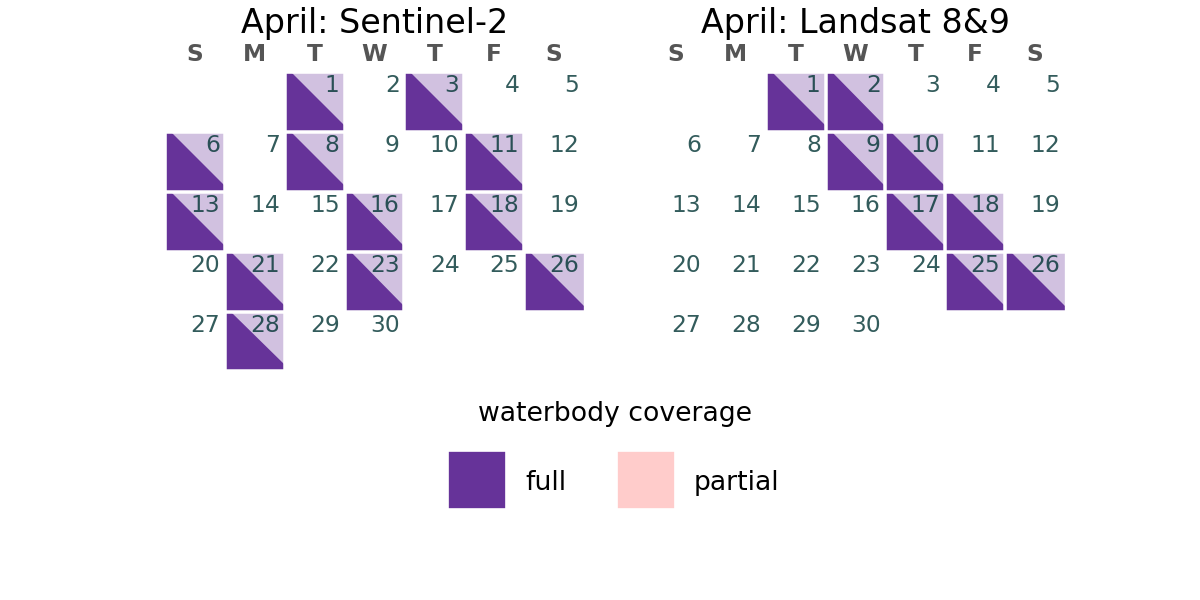 April: Sentinel-2
S M T W T F S
1 2 3 4 5
6 7 8 9 10 11 12
13 14 15 16 17 18 19
20 21 22 23 24 25 26
27 28 29 30
April: Landsat 8&9
S M T W T F S
1 2 3 4 5
6 7 8 9 10 11 12
13 14 15 16 17 18 19
20 21 22 23 24 25 26
27 28 29 30
waterbody coverage
full partial